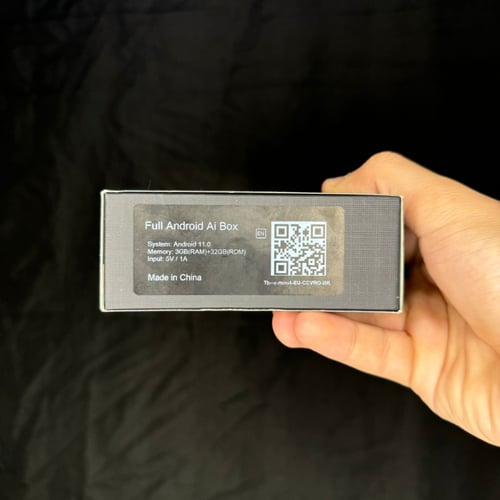 Full Android Ai Box
EN
System: Android 11.0
Memory: 3GB(RAM)+32GB(ROM)
Input: 5V / 1A
Made in China